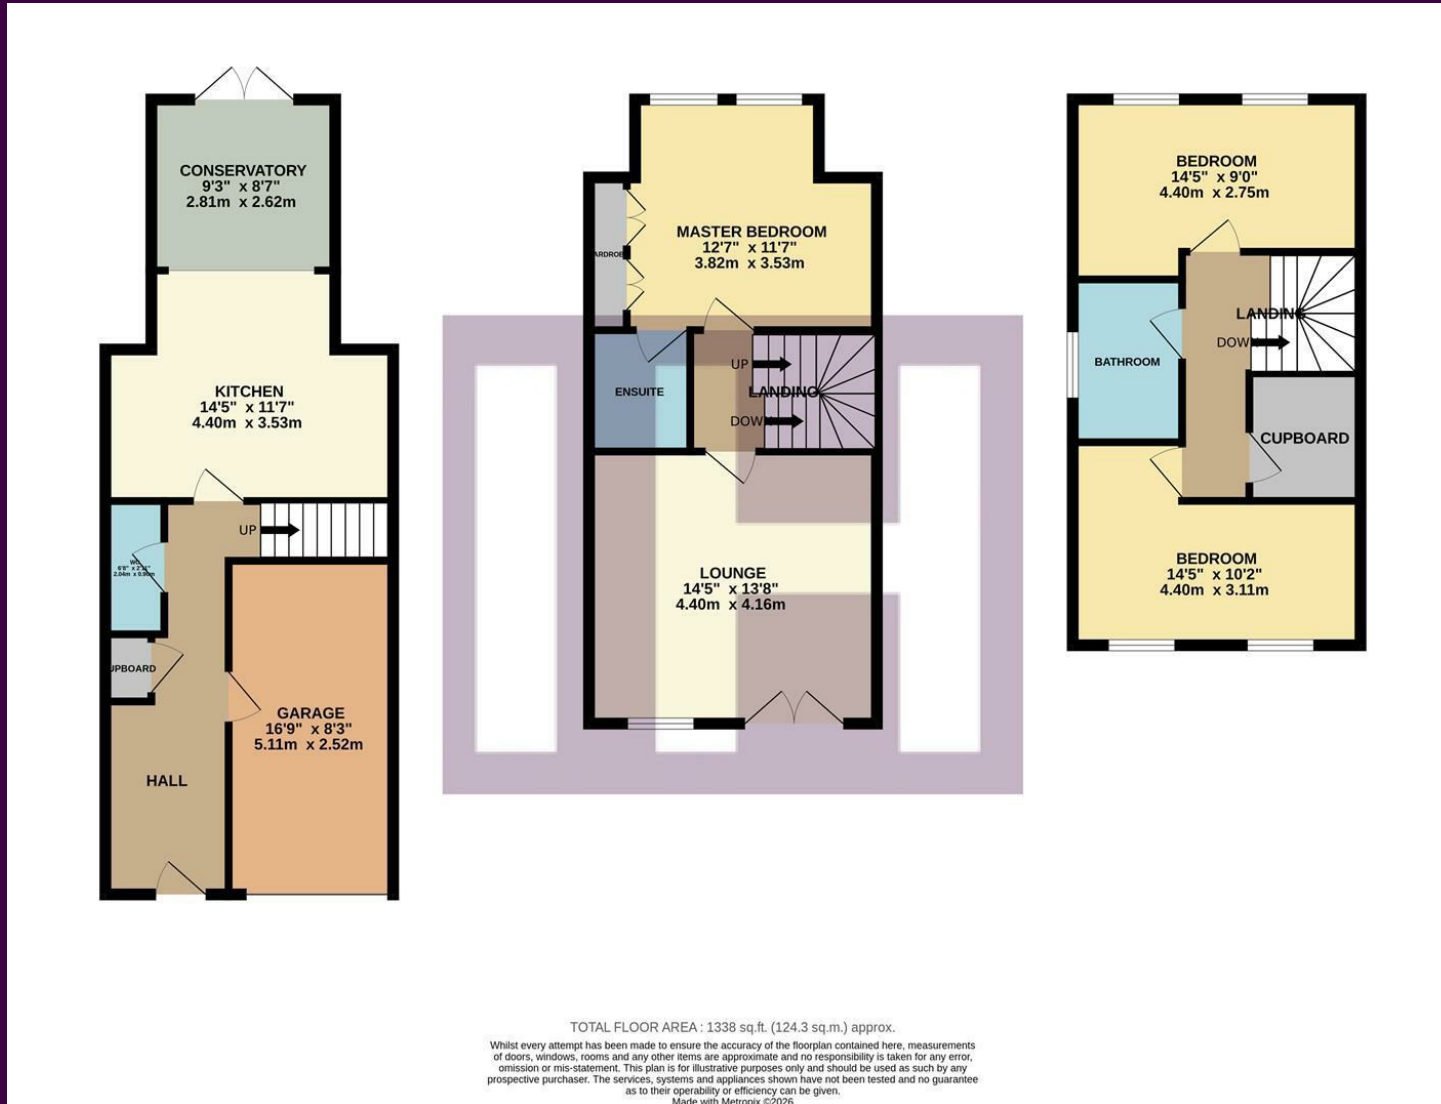 CONSERVATORY
9'3" x 8'7"
2.81m x 2.62m
KITCHEN
14'5" x 11'7"
4.40m x 3.53m
UP
WC
CUPBOARD
GARAGE
16'9" x 8'3"
5.11m x 2.52m
HALL
MASTER BEDROOM
12'7" x 11'7"
3.82m x 3.53m
ENSUITE
UP
LANDING
DOWN
LOUNGE
14'5" x 13'8"
4.40m x 4.16m
BEDROOM
14'5" x 9'0"
4.40m x 2.75m
LANDING
DOWN
BATHROOM
CUPBOARD
BEDROOM
14'5" x 10'2"
4.40m x 3.11m
TOTAL FLOOR AREA : 1338 sq.ft. (124.3 sq.m.) approx.
Whilst every attempt has been made to ensure the accuracy of the floorplan contained here, measurements
of doors, windows, rooms and any other items are approximate and no responsibility is taken for any error,
omission or mis-statement. This plan is for illustrative purposes only and should be used as such by any
prospective purchaser. The services, systems and appliances shown have not been tested and no guarantee
as to their operability or efficiency can be given.
Made with Metropix ©2026